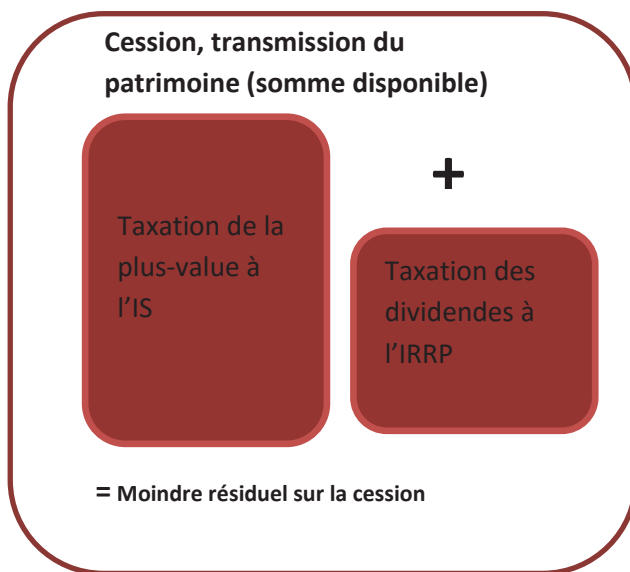 Cession, transmission du
patrimoine (somme disponible)
+
Taxation de la
plus-value à
l’IS
Taxation des
dividendes à
l’IRRP
= Moindre résiduel sur la cession